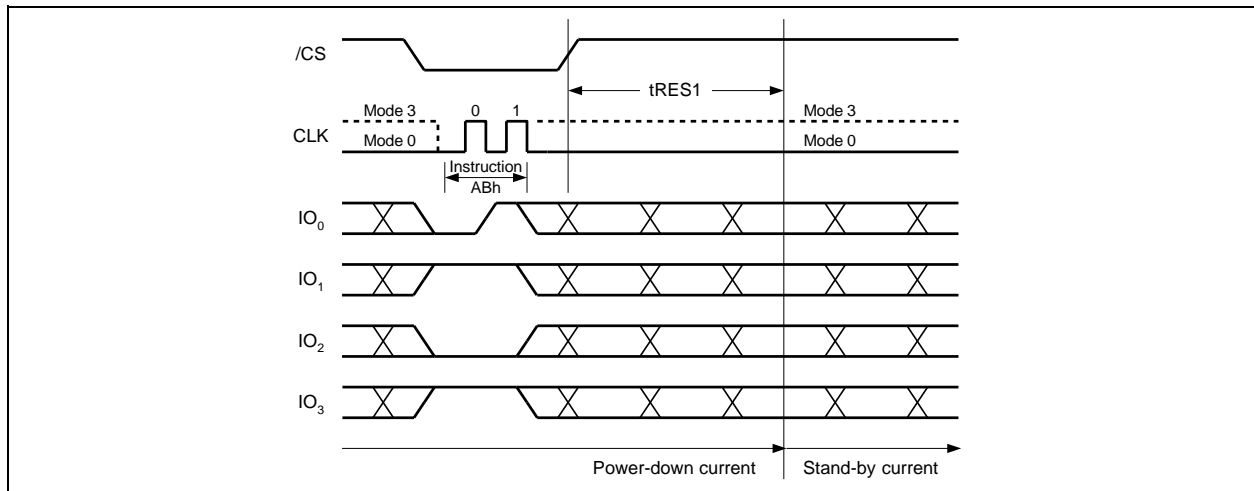 /CS
tRES1
Mode 3 0 1 Mode 3
CLK
Mode 0 Mode 0
Instruction
ABh
IO0
IO1
IO2
IO3
Power-down current Stand-by current